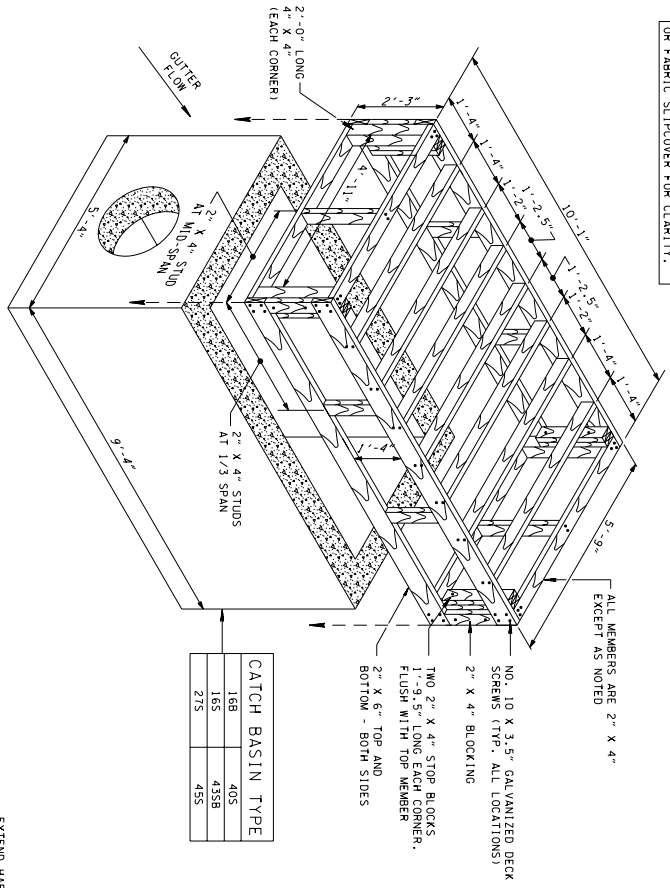 OR FABRIC SLIPCOVER FOR CLARITY.
10'-1"
1'-4"
1'-4"
1'-2"
1'-2.5"
1'-2.5"
1'-2"
1'-4"
1'-4"
5'-9"
2'-3"
2'-0" LONG
4" X 4"
(EACH CORNER)
GUTTER
FLOW
4'-11"
2" X 4" STUD
AT MID-SPAN
5'-4"
9'-4"
1'-4"
2" X 4" STUDS
AT 1/3 SPAN
ALL MEMBERS ARE 2" X 4"
EXCEPT AS NOTED
NO. 10 X 3.5" GALVANIZED DECK
SCREWS (TYP. ALL LOCATIONS)
2" X 4" BLOCKING
TWO 2" X 4" STOP BLOCKS
1'-9.5" LONG EACH CORNER.
FLUSH WITH TOP MEMBER
2" X 6" TOP AND
BOTTOM - BOTH SIDES
CATCH BASIN TYPE
16B 40S
16S 43SB
27S 45S